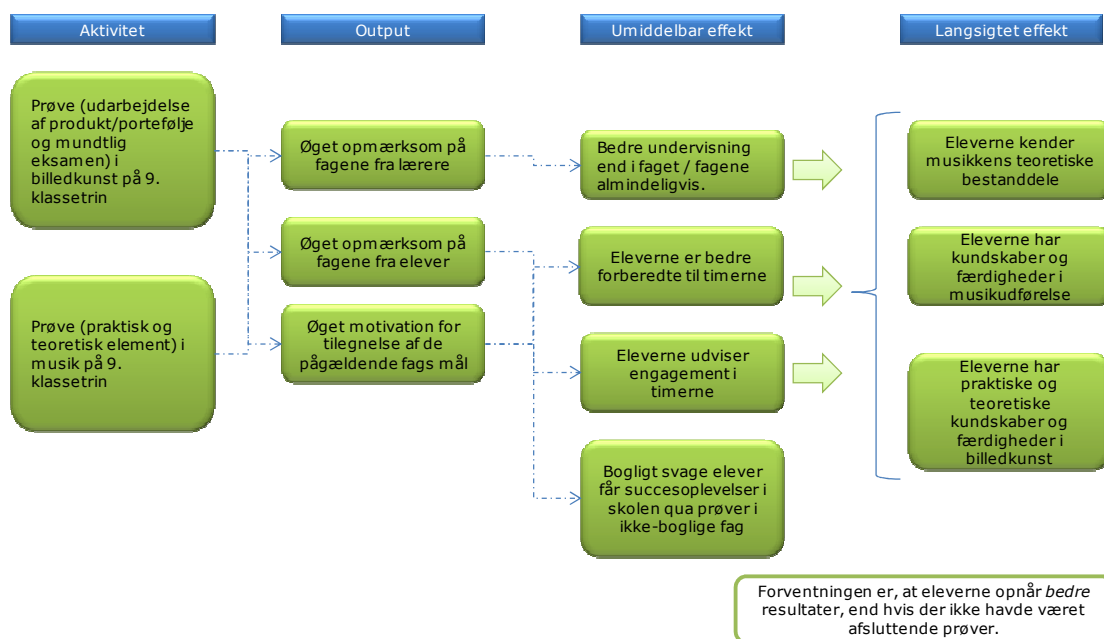 Aktivitet
Output
Umiddelbar effekt
Langsigtet effekt
Prøve (udarbejdelse
af produkt/portefølje
og mundtlig
eksamen) i
billedkunst på 9.
klassetrin
Prøve (praktisk og
teoretisk element) i
musik på 9.
klassetrin
Øget opmærksom på
fagene fra lærere
Øget opmærksom på
fagene fra elever
Øget motivation for
tilegnelse af de
pågældende fags mål
Bedre undervisning
end i faget / fagene
almindeligvis.
Eleverne er bedre
forberedte til timerne
Eleverne udviser
engagement i
timerne
Bogligt svage elever
får succesoplevelser i
skolen qua prøver i
ikke-boglige fag
Eleverne kender
musikkens teoretiske
bestanddele
Eleverne har
kundskaber og
færdigheder i
musikudførelse
Eleverne har
praktiske og
teoretiske
kundskaber og
færdigheder i
billedkunst
Forventningen er, at eleverne opnår bedre
resultater, end hvis der ikke havde været
afsluttende prøver.